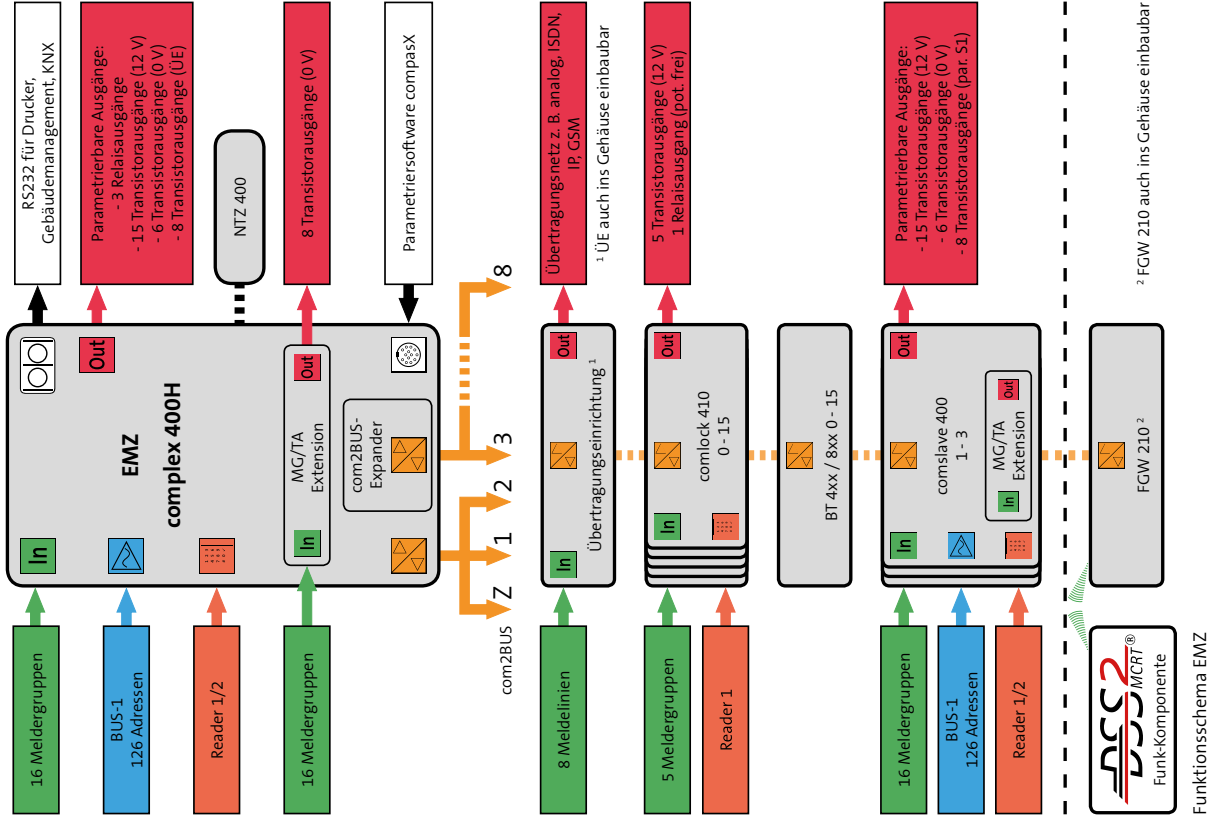 16 Meldergruppen
BUS-1
126 Adressen
Reader 1/2
16 Meldergruppen
In
In
EMZ
complex 400H
MG/TA
Extension
com2BUS-
Expander
Out
Out
RS232 für Drucker,
Gebäudemanagement, KNX
Parametrierbare Ausgänge:
- 3 Relaisausgänge
- 15 Transistorausgänge (12 V)
- 6 Transistorausgänge (0 V)
- 8 Transistorausgänge (ÜE)
NTZ 400
8 Transistorausgänge (0 V)
Parametriersoftware compasX
com2BUS
Z
1
2
3
8
8 Meldelinien
In
Übertragungseinrichtung ¹
Out
Übertragungsnetz z. B. analog, ISDN,
IP, GSM
¹ ÜE auch ins Gehäuse einbaubar
5 Meldergruppen
Reader 1
In
comlock 410
0 - 15
Out
5 Transistorausgänge (12 V)
1 Relaisausgang (pot. frei)
BT 4xx / 8xx 0 - 15
16 Meldergruppen
BUS-1
126 Adressen
Reader 1/2
In
comslave 400
1 - 3
In
MG/TA
Extension
Out
Out
Parametrierbare Ausgänge:
- 15 Transistorausgänge (12 V)
- 6 Transistorausgänge (0 V)
- 8 Transistorausgänge (par. S1)
DSS2
MCRT®
Funk-Komponente
FGW 210 ²
² FGW 210 auch ins Gehäuse einbaubar
Funktionsschema EMZ